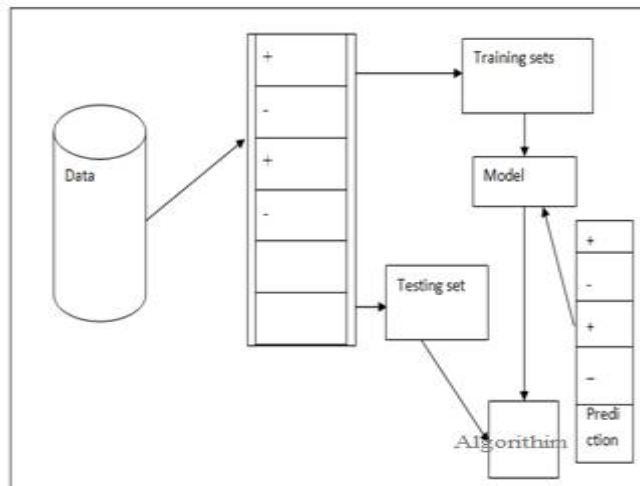 Data
+
-
+
-
Training sets
Model
Testing set
Algorithim
+
-
+
–
Predi
ction